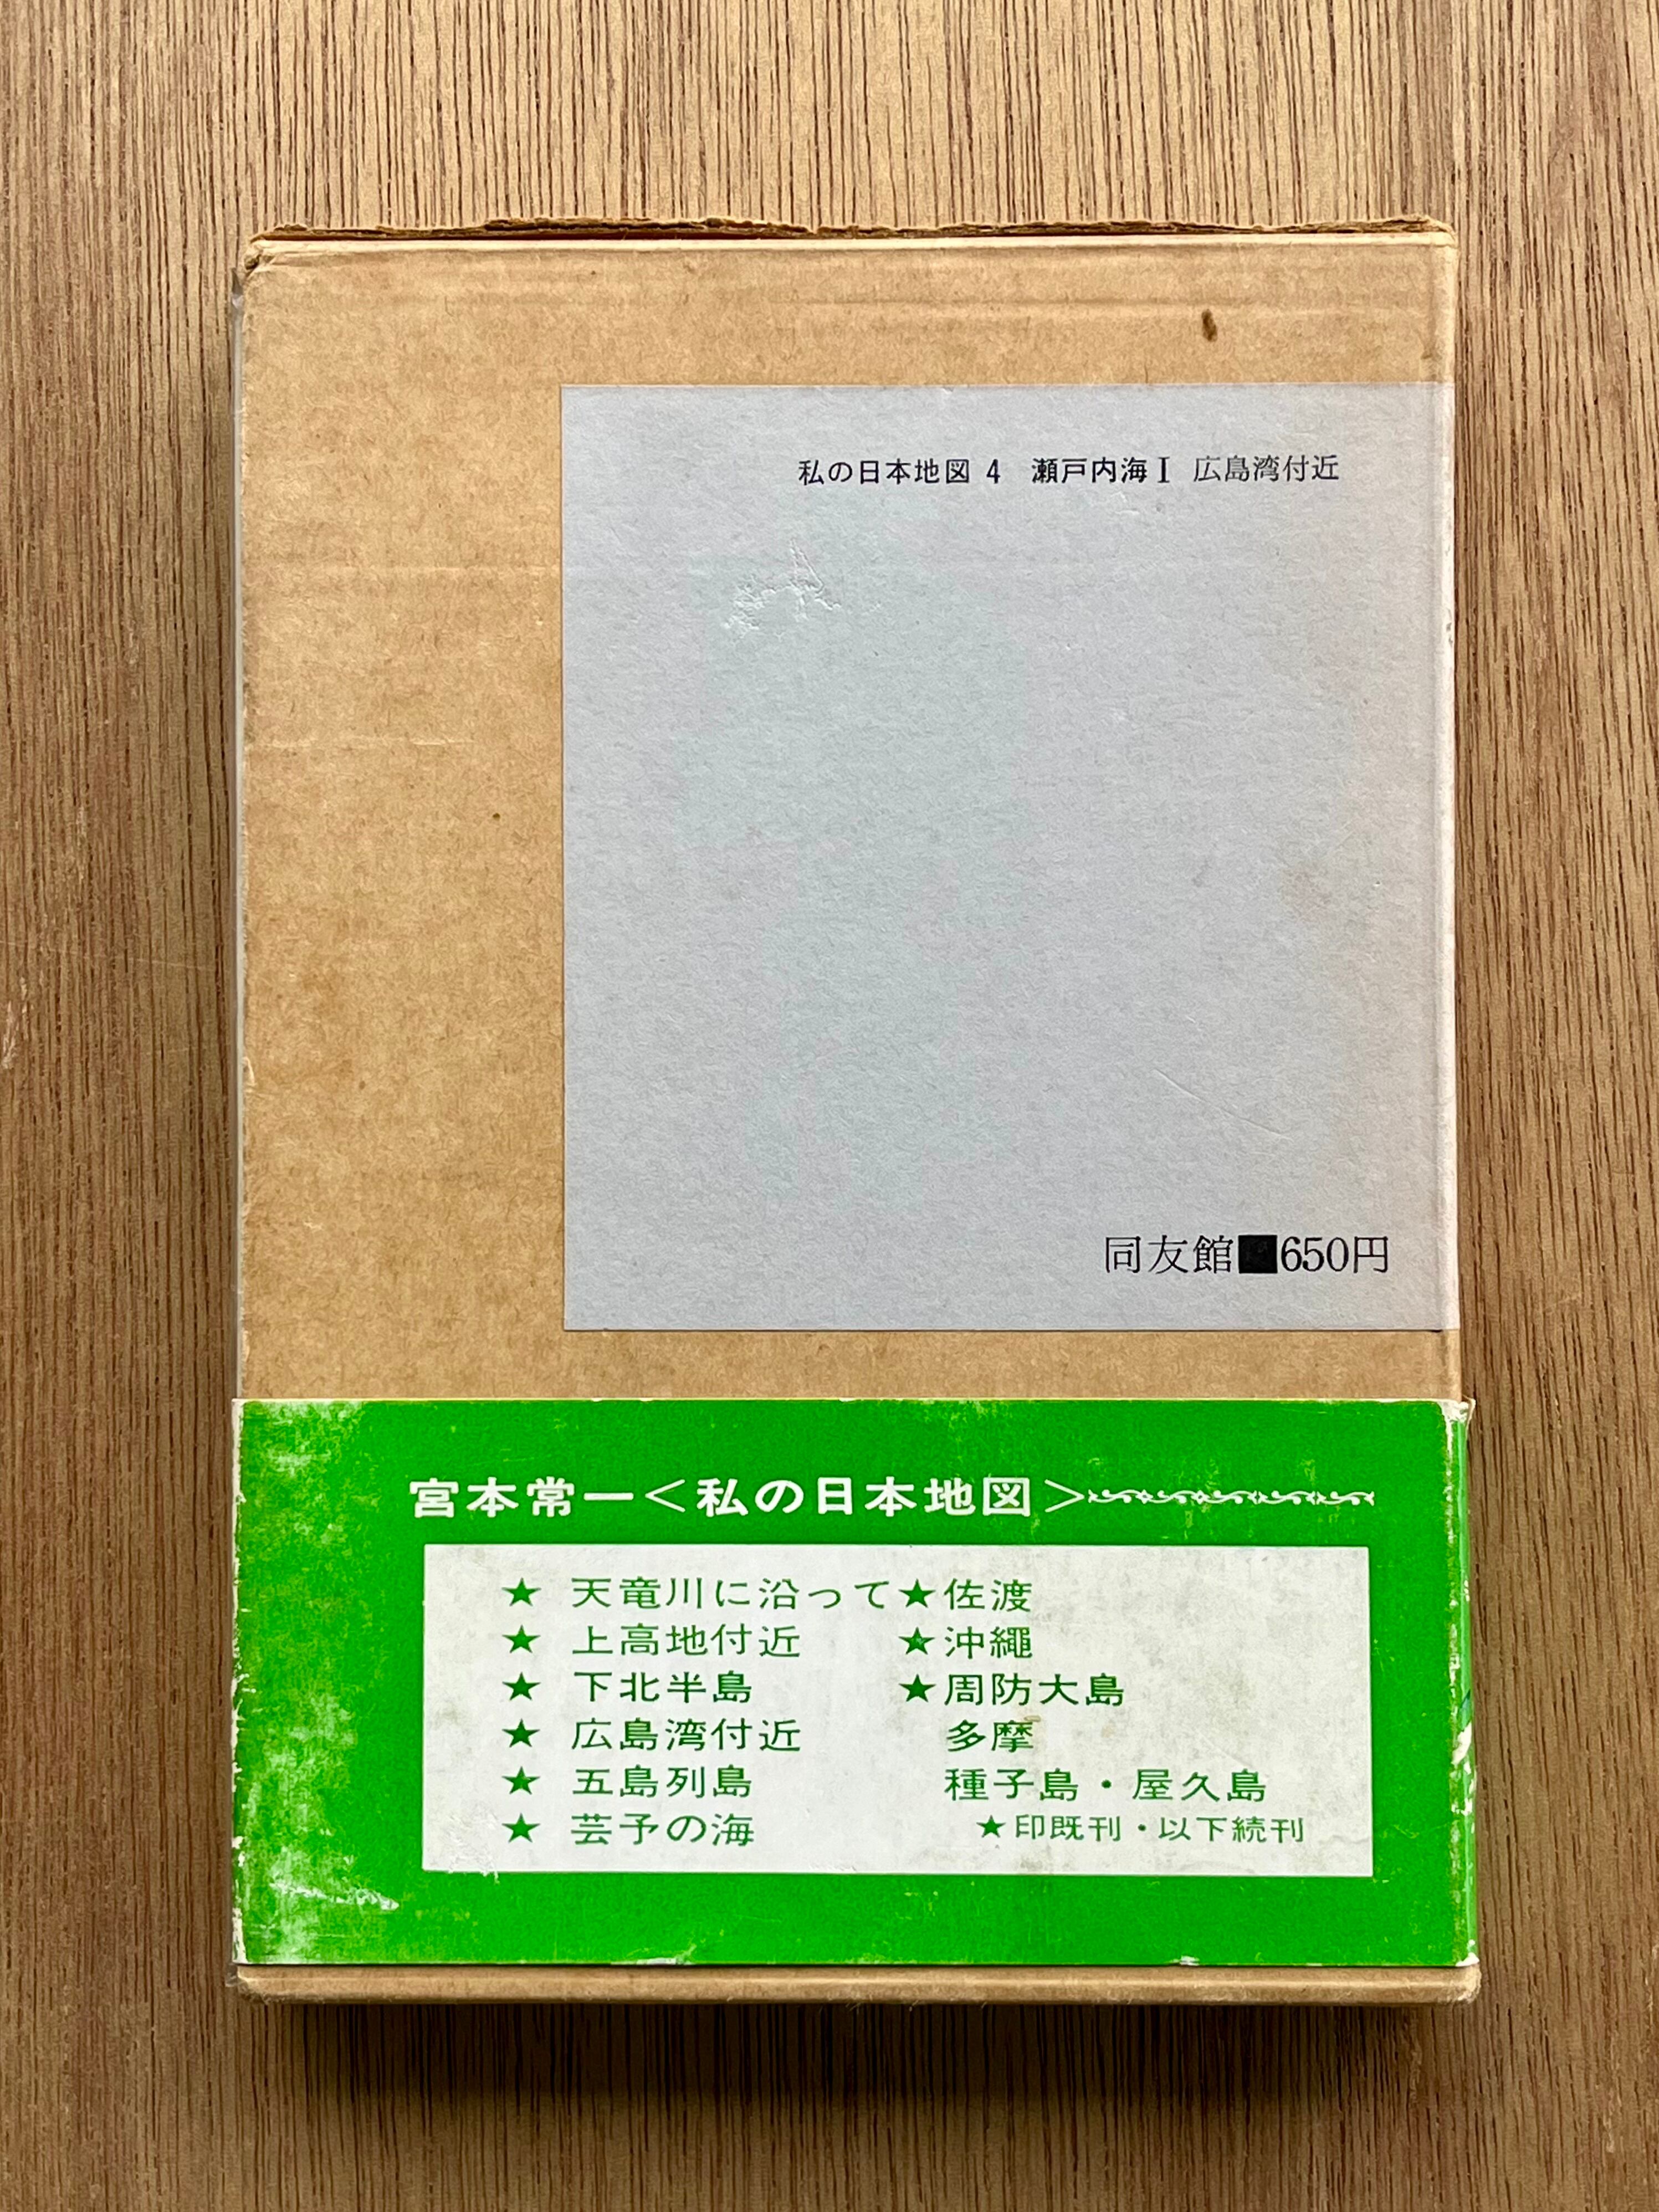 私の日本地図 4 瀬戸内海Ⅰ 広島湾付近
同友館■650円
宮本常一＜私の日本地図＞
★ 天竜川に沿って
★ 上高地付近
★ 下北半島
★ 広島湾付近
★ 五島列島
★ 芸予の海
★ 佐渡
★ 沖縄
★ 周防大島
多摩
種子島・屋久島
★印既刊・以下続刊